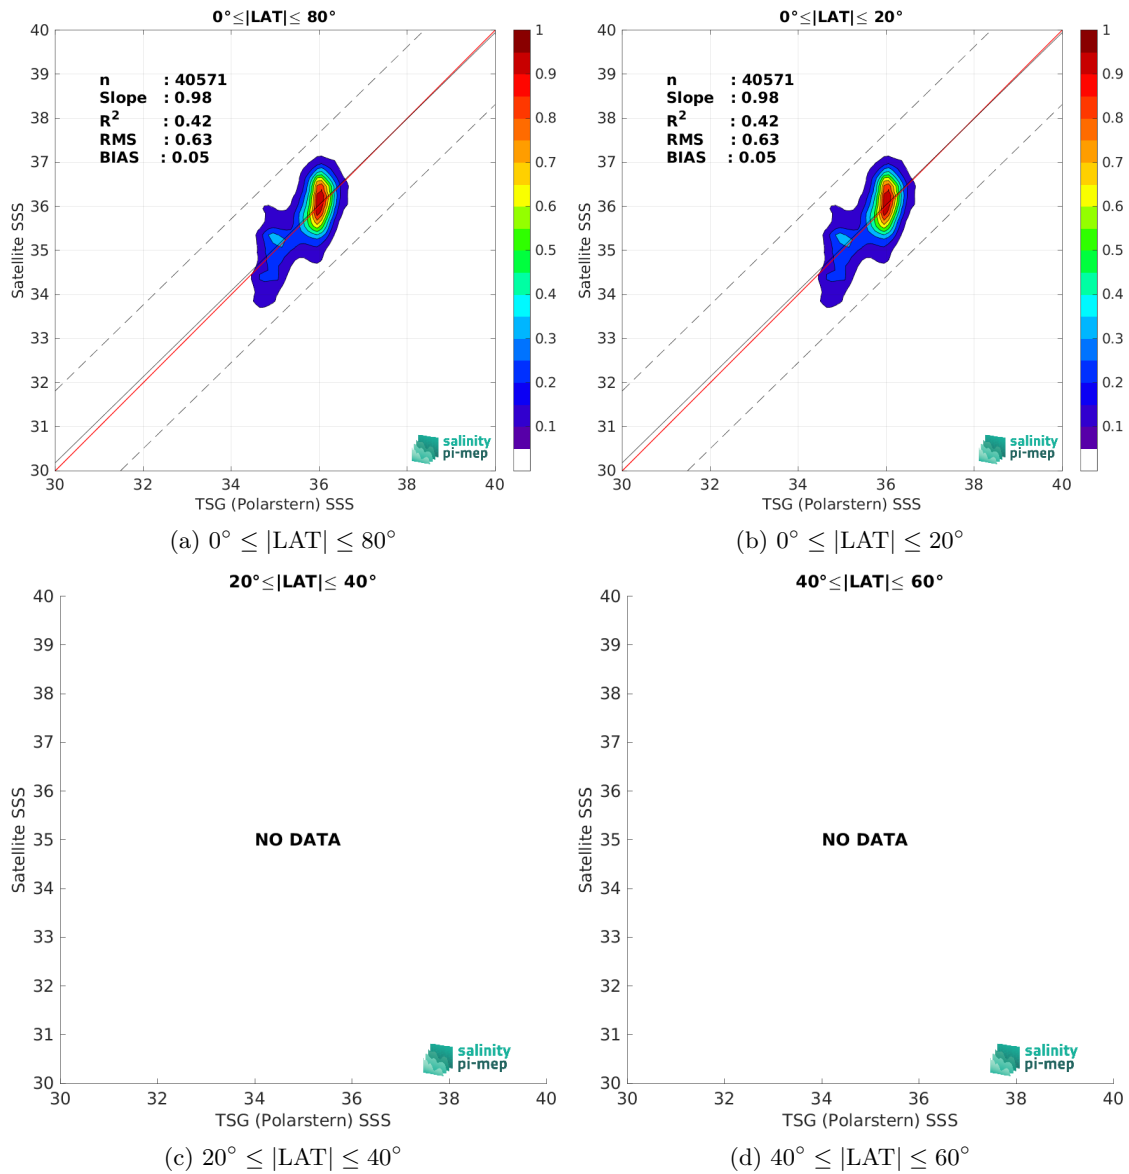 0°≤|LAT|≤ 80°
40
39
38
37
36
35
34
33
32
31
30
Satellite SSS
n : 40571
Slope : 0.98
R² : 0.42
RMS : 0.63
BIAS : 0.05
salinity
pi-mep
30 32 34 36 38 40
TSG (Polarstern) SSS
1
0.9
0.8
0.7
0.6
0.5
0.4
0.3
0.2
0.1
(a) 0° ≤ |LAT| ≤ 80°
0°≤|LAT|≤ 20°
40
39
38
37
36
35
34
33
32
31
30
Satellite SSS
n : 40571
Slope : 0.98
R² : 0.42
RMS : 0.63
BIAS : 0.05
salinity
pi-mep
30 32 34 36 38 40
TSG (Polarstern) SSS
1
0.9
0.8
0.7
0.6
0.5
0.4
0.3
0.2
0.1
(b) 0° ≤ |LAT| ≤ 20°
20°≤|LAT|≤ 40°
40
39
38
37
36
35
34
33
32
31
30
Satellite SSS
NO DATA
salinity
pi-mep
30 32 34 36 38 40
TSG (Polarstern) SSS
(c) 20° ≤ |LAT| ≤ 40°
40°≤|LAT|≤ 60°
40
39
38
37
36
35
34
33
32
31
30
Satellite SSS
NO DATA
salinity
pi-mep
30 32 34 36 38 40
TSG (Polarstern) SSS
(d) 40° ≤ |LAT| ≤ 60°